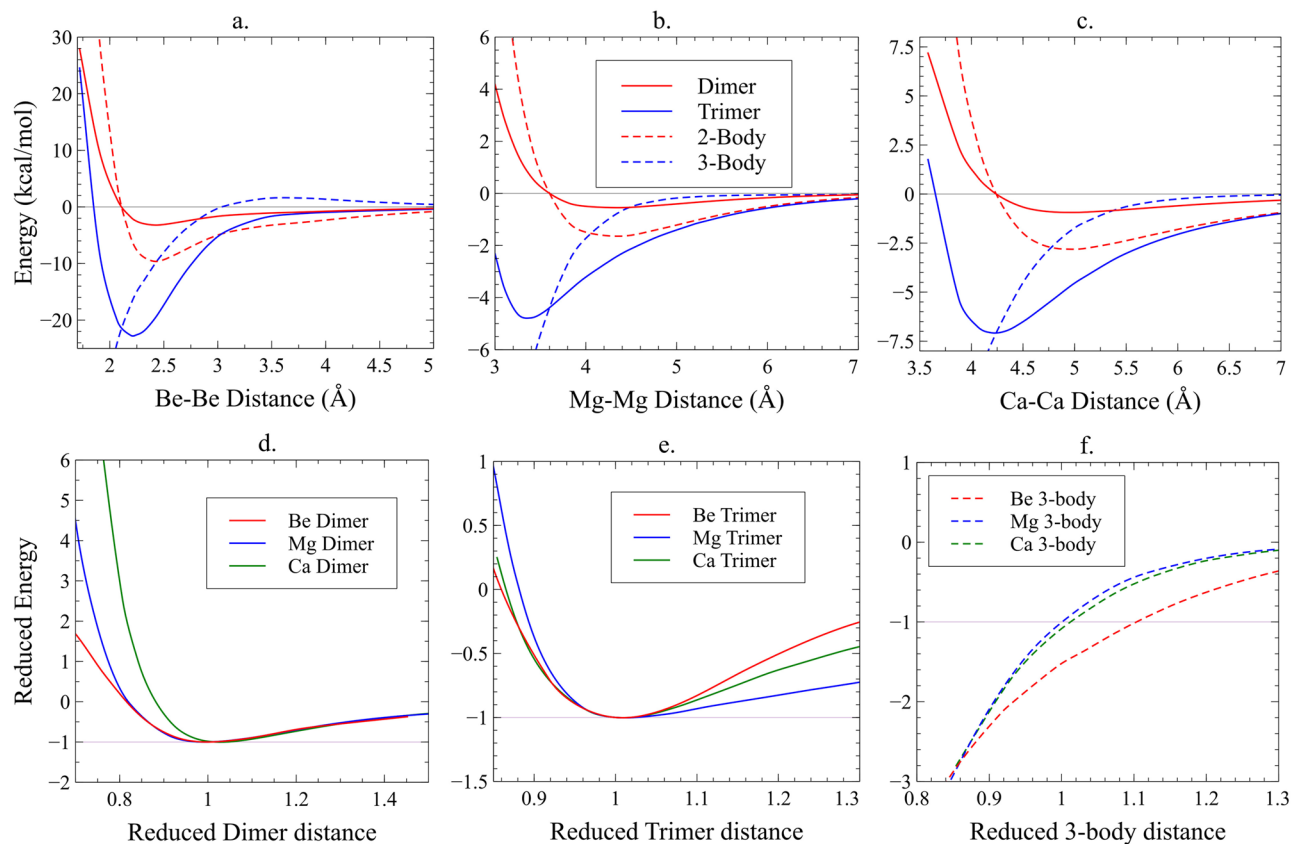 a.
b.
c.
30
20
10
0
−10
−20
Energy (kcal/mol)
2
2.5
3
3.5
4
4.5
5
Be-Be Distance (Å)
6
4
2
0
−2
−4
−6
Dimer
Trimer
2-Body
3-Body
3
4
5
6
7
Mg-Mg Distance (Å)
7.5
5
2.5
0
−2.5
−5
−7.5
3.5
4
4.5
5
5.5
6
6.5
7
Ca-Ca Distance (Å)
d.
e.
f.
6
5
4
3
2
1
0
−1
−2
Reduced Energy
Be Dimer
Mg Dimer
Ca Dimer
0.8
1
1.2
1.4
Reduced Dimer distance
1
0.5
0
−0.5
−1
−1.5
Be Trimer
Mg Trimer
Ca Trimer
0.9
1
1.1
1.2
1.3
Reduced Trimer distance
1
0
−1
−2
−3
Be 3-body
Mg 3-body
Ca 3-body
0.8
0.9
1
1.1
1.2
1.3
Reduced 3-body distance